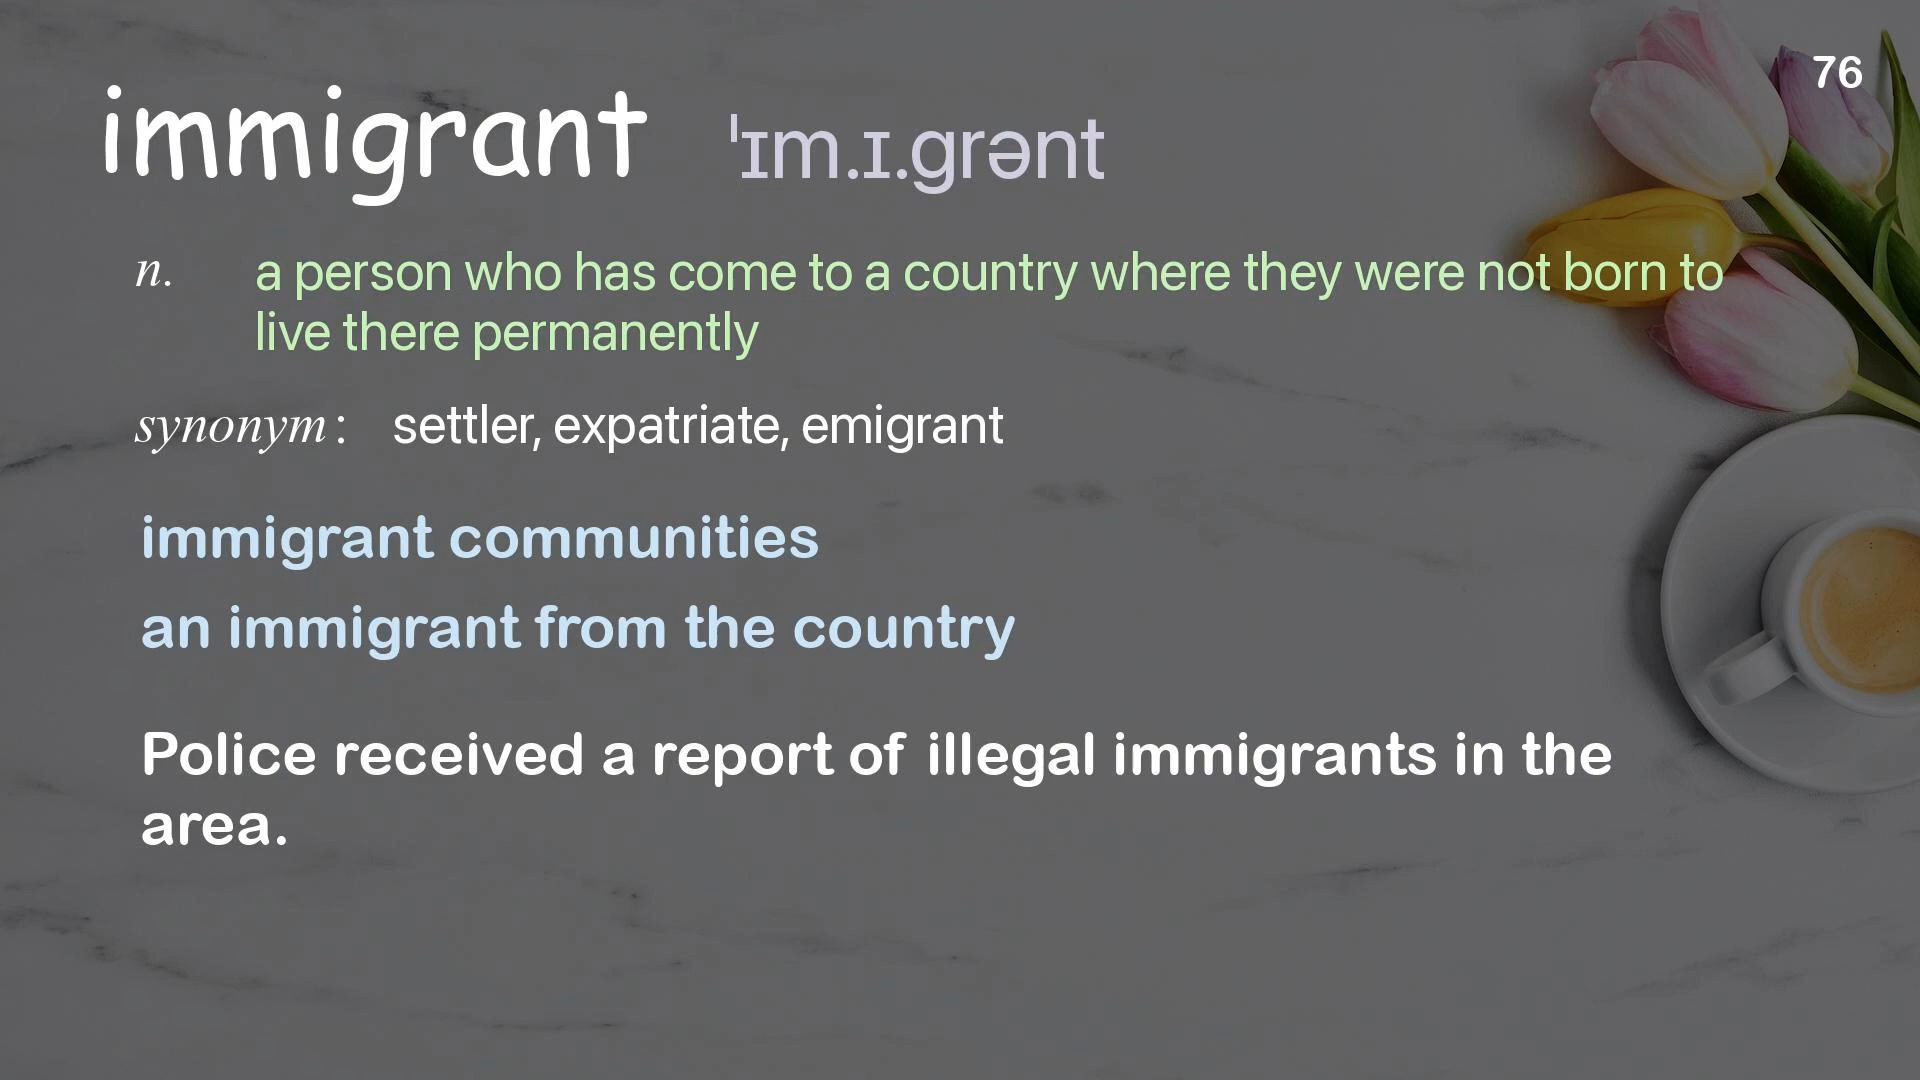 76
immigrant ˈɪm.ɪ.grənt
n. a person who has come to a country where they were not born to
live there permanently
synonym : settler, expatriate, emigrant
immigrant communities
an immigrant from the country
Police received a report of illegal immigrants in the
area.